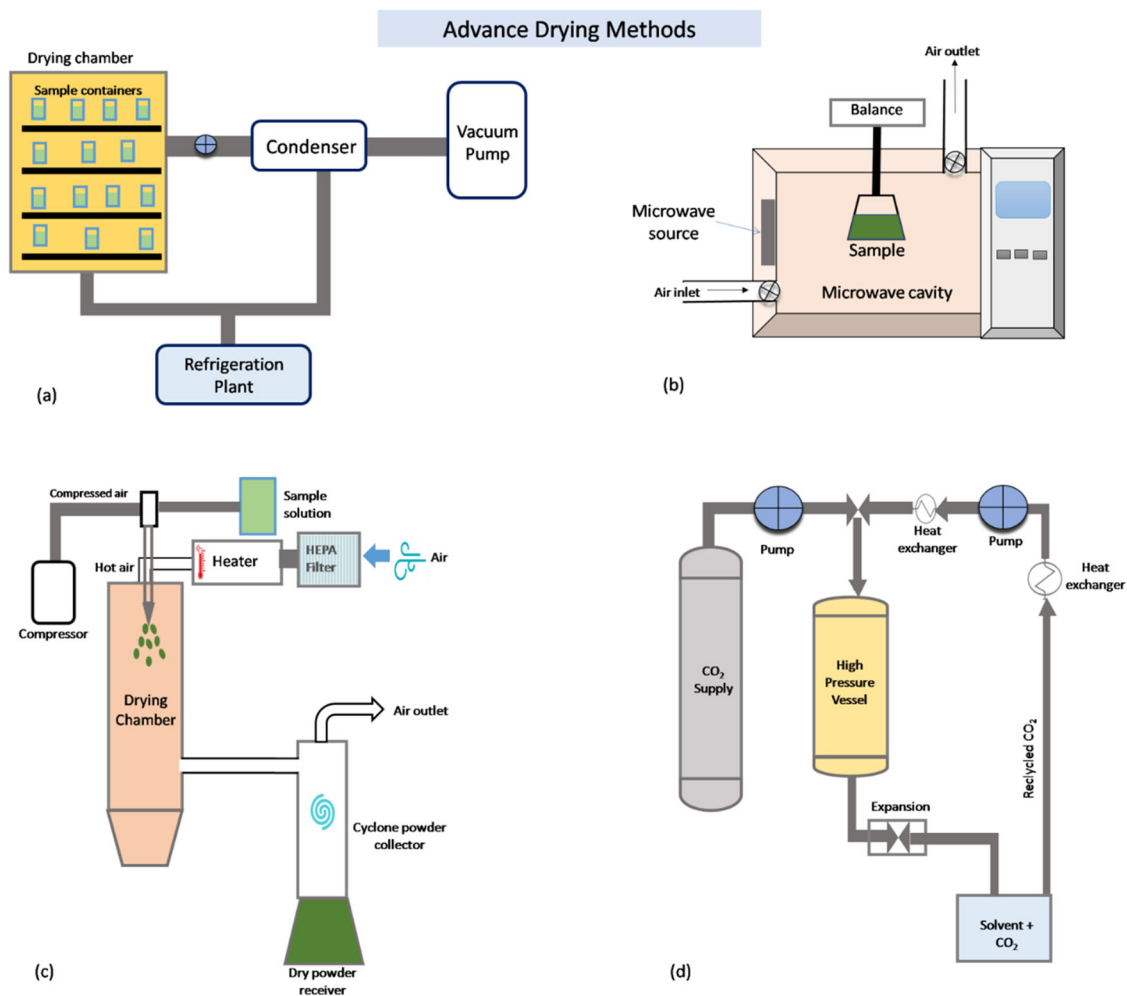 Advance Drying Methods
Drying chamber
Sample containers
Condenser
Vacuum
Pump
Refrigeration
Plant
(a)
Air outlet
Balance
Microwave
source
Sample
Air inlet
Microwave cavity
(b)
Compressed air
Sample
solution
Hot air
Heater
HEPA
Filter
Air
Compressor
Drying
Chamber
Air outlet
Cyclone powder
collector
Dry powder
receiver
(c)
Pump
Heat
exchanger
Pump
Heat
exchanger
CO₂
Supply
High
Pressure
Vessel
Reclycled CO₂
Expansion
Solvent +
CO₂
(d)